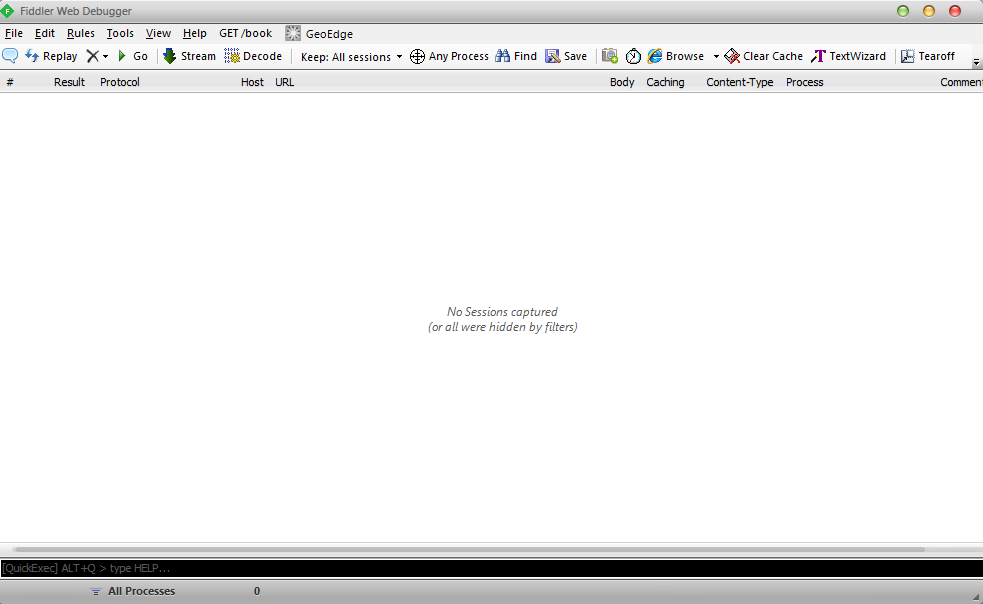 Fiddler Web Debugger
File Edit Rules Tools View Help GET /book GeoEdge
Replay Go Stream Decode Keep: All sessions Any Process Find Save Browse Clear Cache TextWizard Tearoff
# Result Protocol Host URL Body Caching Content-Type Process Commen
No Sessions captured
(or all were hidden by filters)
[QuickExec] ALT+Q > type HELP...
All Processes 0